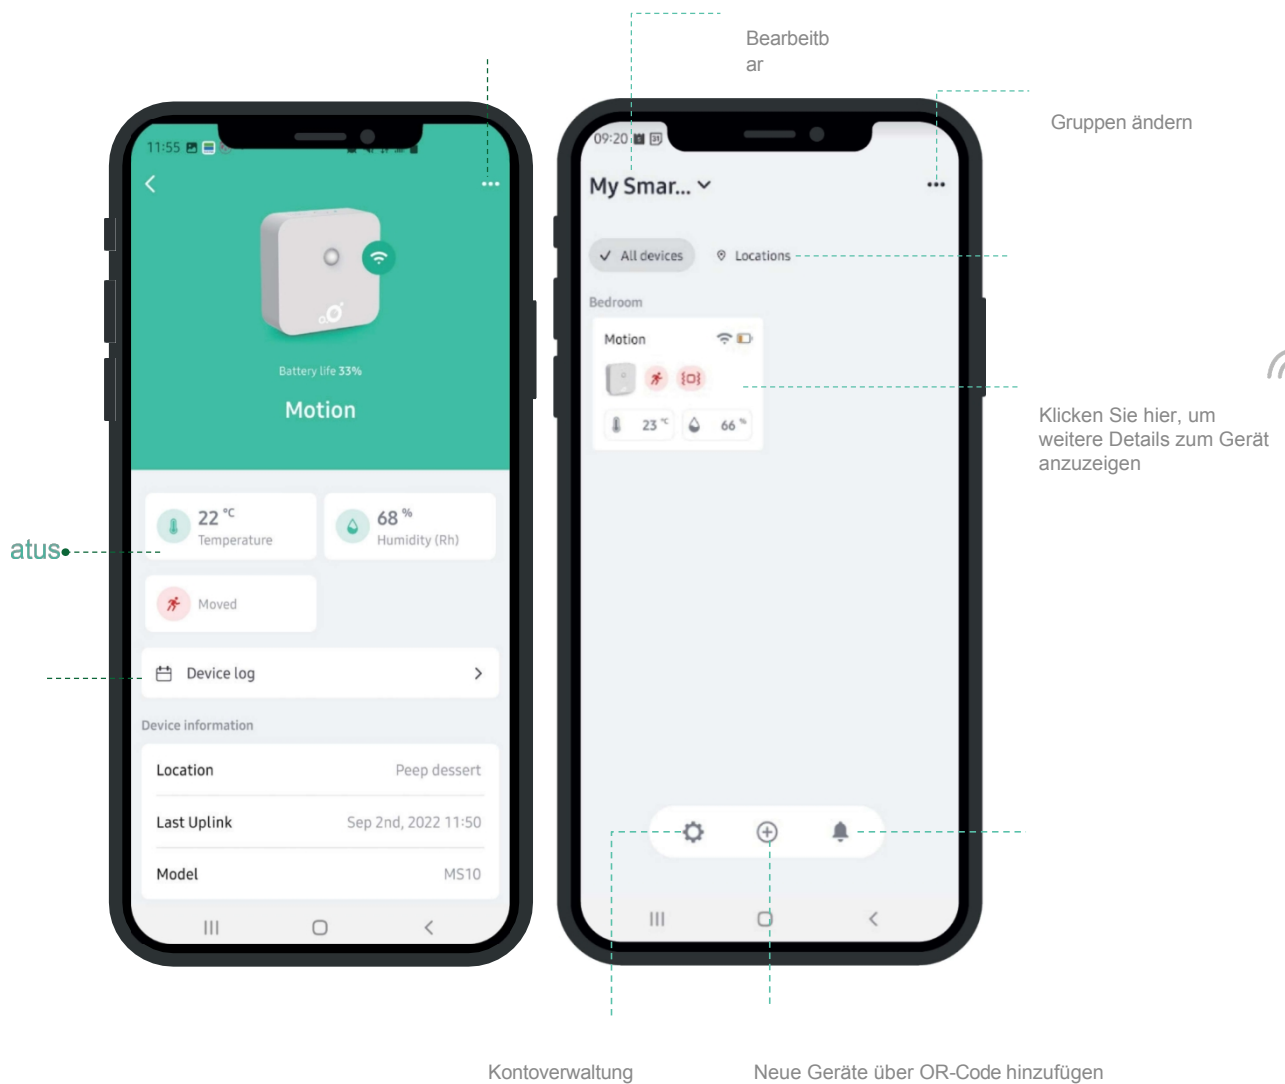 Bearbeitb
ar
Gruppen ändern
11:55
Battery life 33%
Motion
22 °C
Temperature
68 %
Humidity (Rh)
atus
Moved
Device log
Device information
Location Peep dessert
Last Uplink Sep 2nd, 2022 11:50
Model MS10
09:20
31
My Smar...
All devices
Locations
Bedroom
Motion
23 °C
66 %
Klicken Sie hier, um
weitere Details zum Gerät
anzuzeigen
Kontoverwaltung
Neue Geräte über OR-Code hinzufügen